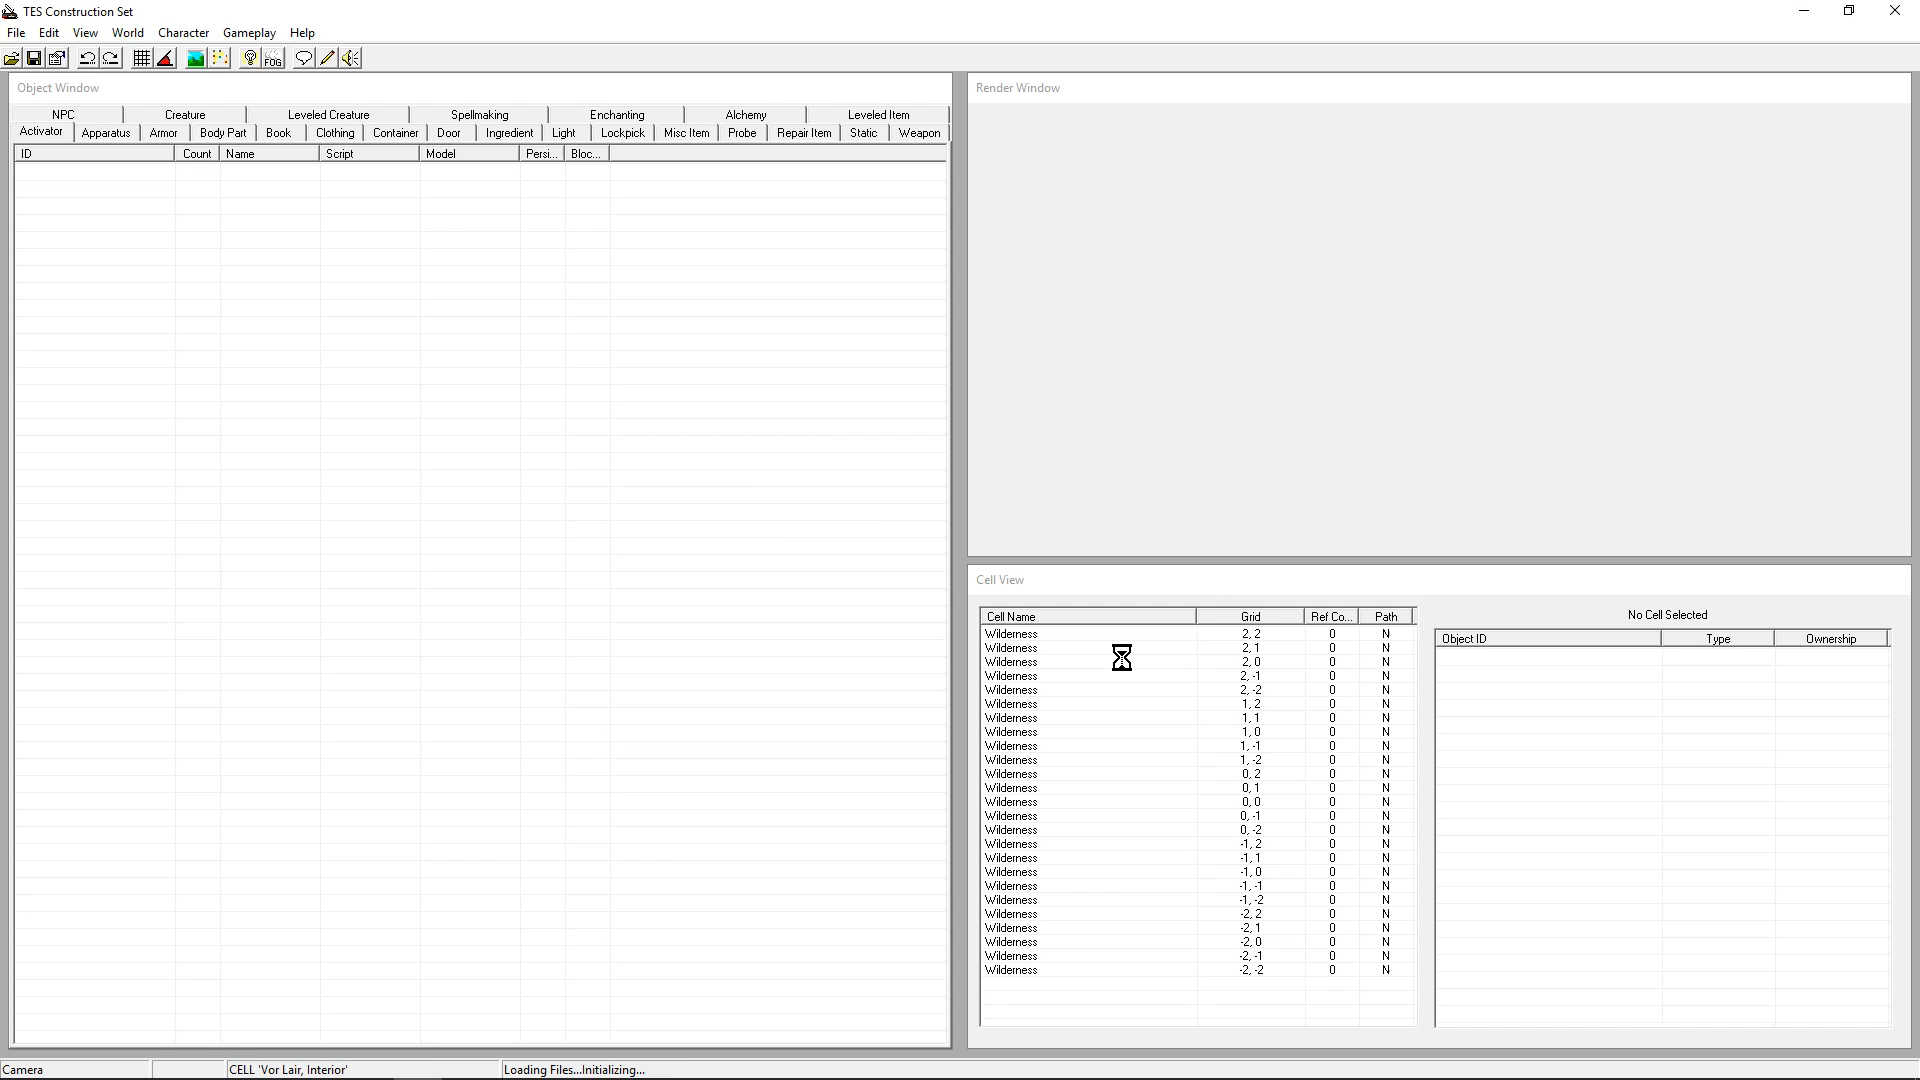 TES Construction Set
File Edit View World Character Gameplay Help
FOG
Object Window
NPC Creature Leveled Creature Spellmaking Enchanting Alchemy Leveled Item
Activator Apparatus Armor Body Part Book Clothing Container Door Ingredient Light Lockpick Misc Item Probe Repair Item Static Weapon
ID Count Name Script Model Persi... Bloc...
Render Window
Cell View
No Cell Selected
Cell Name Grid Ref Co... Path
Object ID Type Ownership
Wilderness 2, 2 0 N
Wilderness 2, 1 0 N
Wilderness 2, 0 0 N
Wilderness 2, -1 0 N
Wilderness 2, -2 0 N
Wilderness 1, 2 0 N
Wilderness 1, 1 0 N
Wilderness 1, 0 0 N
Wilderness 1, -1 0 N
Wilderness 1, -2 0 N
Wilderness 0, 2 0 N
Wilderness 0, 1 0 N
Wilderness 0, 0 0 N
Wilderness 0, -1 0 N
Wilderness 0, -2 0 N
Wilderness -1, 2 0 N
Wilderness -1, 1 0 N
Wilderness -1, 0 0 N
Wilderness -1, -1 0 N
Wilderness -1, -2 0 N
Wilderness -2, 2 0 N
Wilderness -2, 1 0 N
Wilderness -2, 0 0 N
Wilderness -2, -1 0 N
Wilderness -2, -2 0 N
Camera CELL 'Vor Lair, Interior' Loading Files...Initializing...